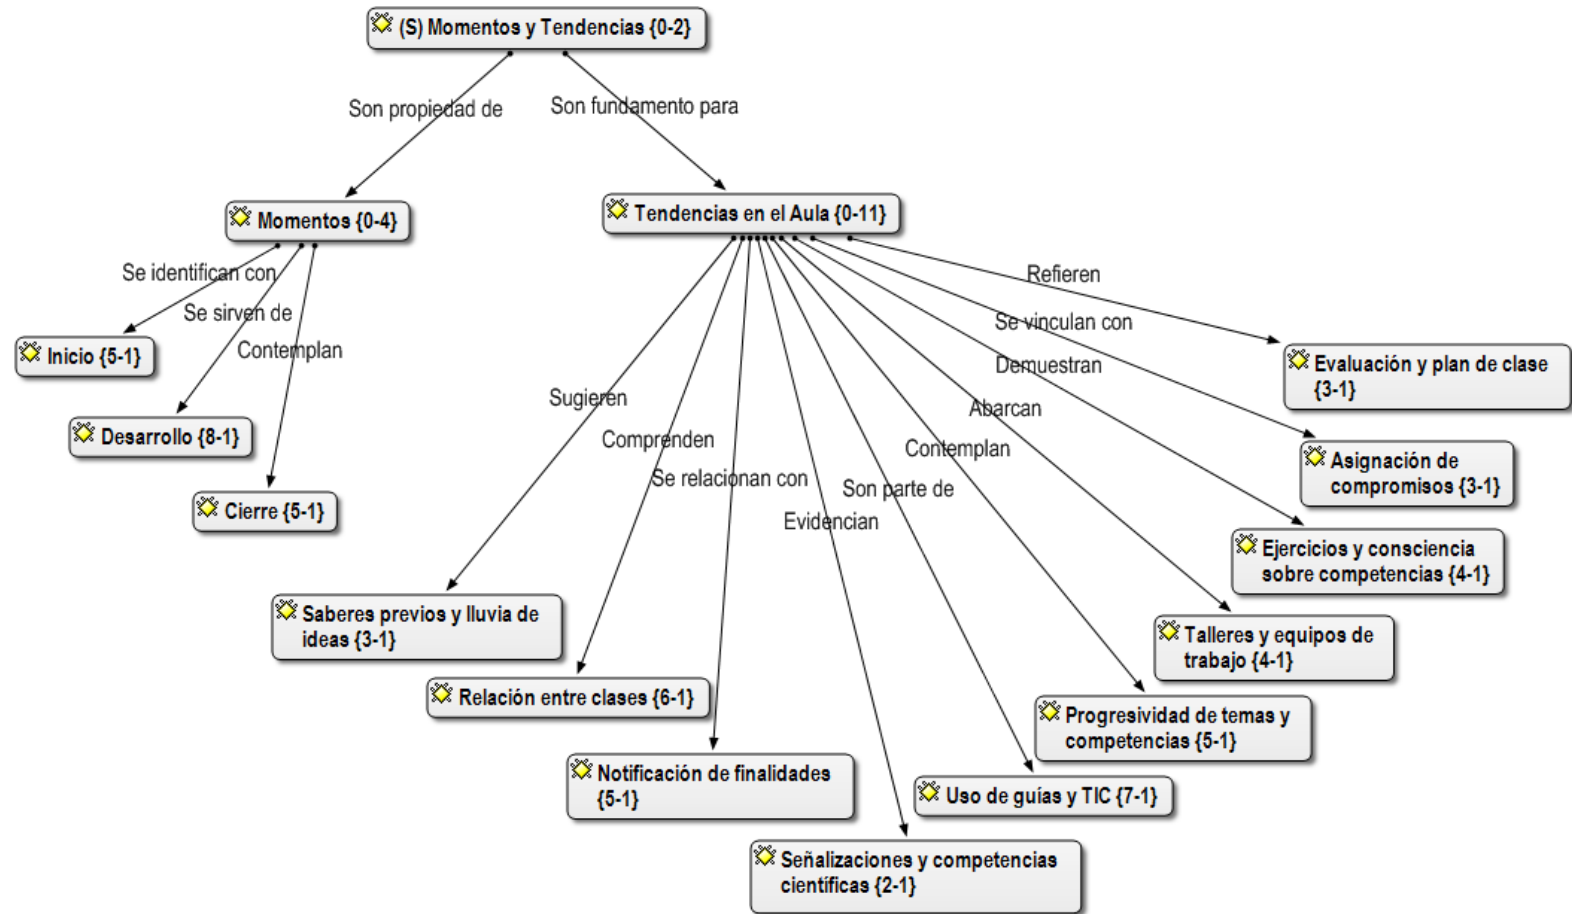 (S) Momentos y Tendencias {0-2}
Son propiedad de
Son fundamento para
Momentos {0-4}
Tendencias en el Aula {0-11}
Se identifican con
Se sirven de
Contemplan
Inicio {5-1}
Desarrollo {8-1}
Cierre {5-1}
Refieren
Se vinculan con
Demuestran
Abarcan
Contemplan
Son parte de
Evidencian
Se relacionan con
Comprenden
Sugieren
Evaluación y plan de clase
{3-1}
Asignación de
compromisos {3-1}
Ejercicios y consciencia
sobre competencias {4-1}
Talleres y equipos de
trabajo {4-1}
Progresividad de temas y
competencias {5-1}
Uso de guías y TIC {7-1}
Señalizaciones y competencias
científicas {2-1}
Notificación de finalidades
{5-1}
Relación entre clases {6-1}
Saberes previos y lluvia de
ideas {3-1}